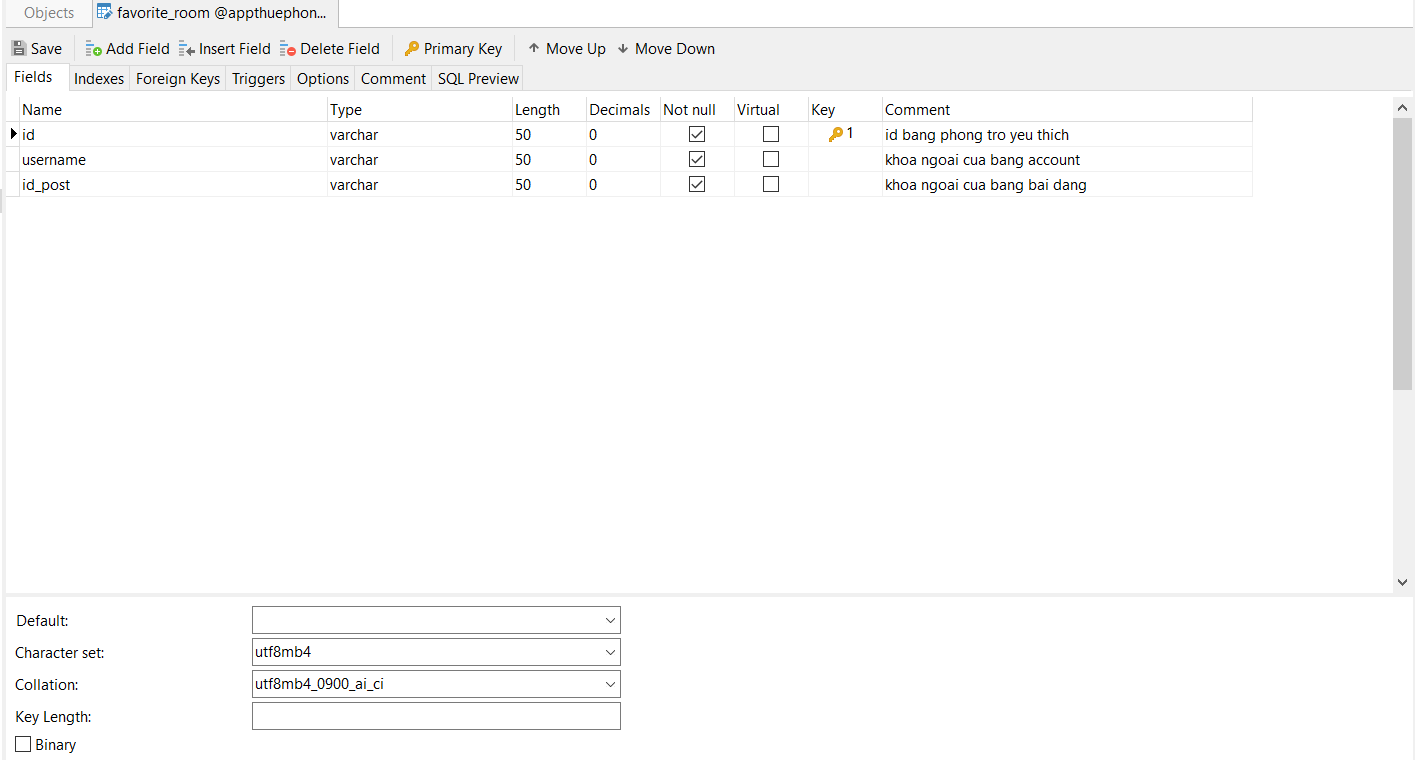 Objects favorite_room @appthuephon...
Save Add Field Insert Field Delete Field Primary Key Move Up Move Down
Fields Indexes Foreign Keys Triggers Options Comment SQL Preview
Name Type Length Decimals Not null Virtual Key Comment
id varchar 50 0 1 id bang phong tro yeu thich
username varchar 50 0 khoa ngoai cua bang account
id_post varchar 50 0 khoa ngoai cua bang bai dang
Default:
Character set: utf8mb4
Collation: utf8mb4_0900_ai_ci
Key Length:
Binary